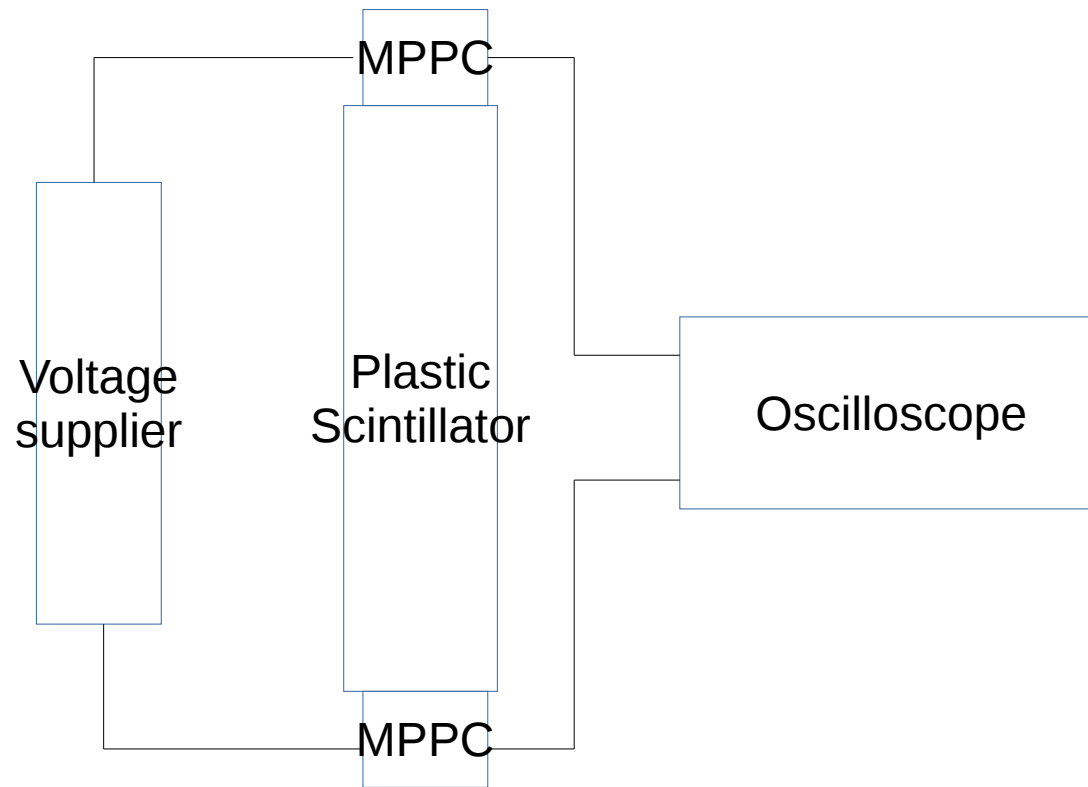 MPPC
Voltage
supplier
Plastic
Scintillator
Oscilloscope
MPPC